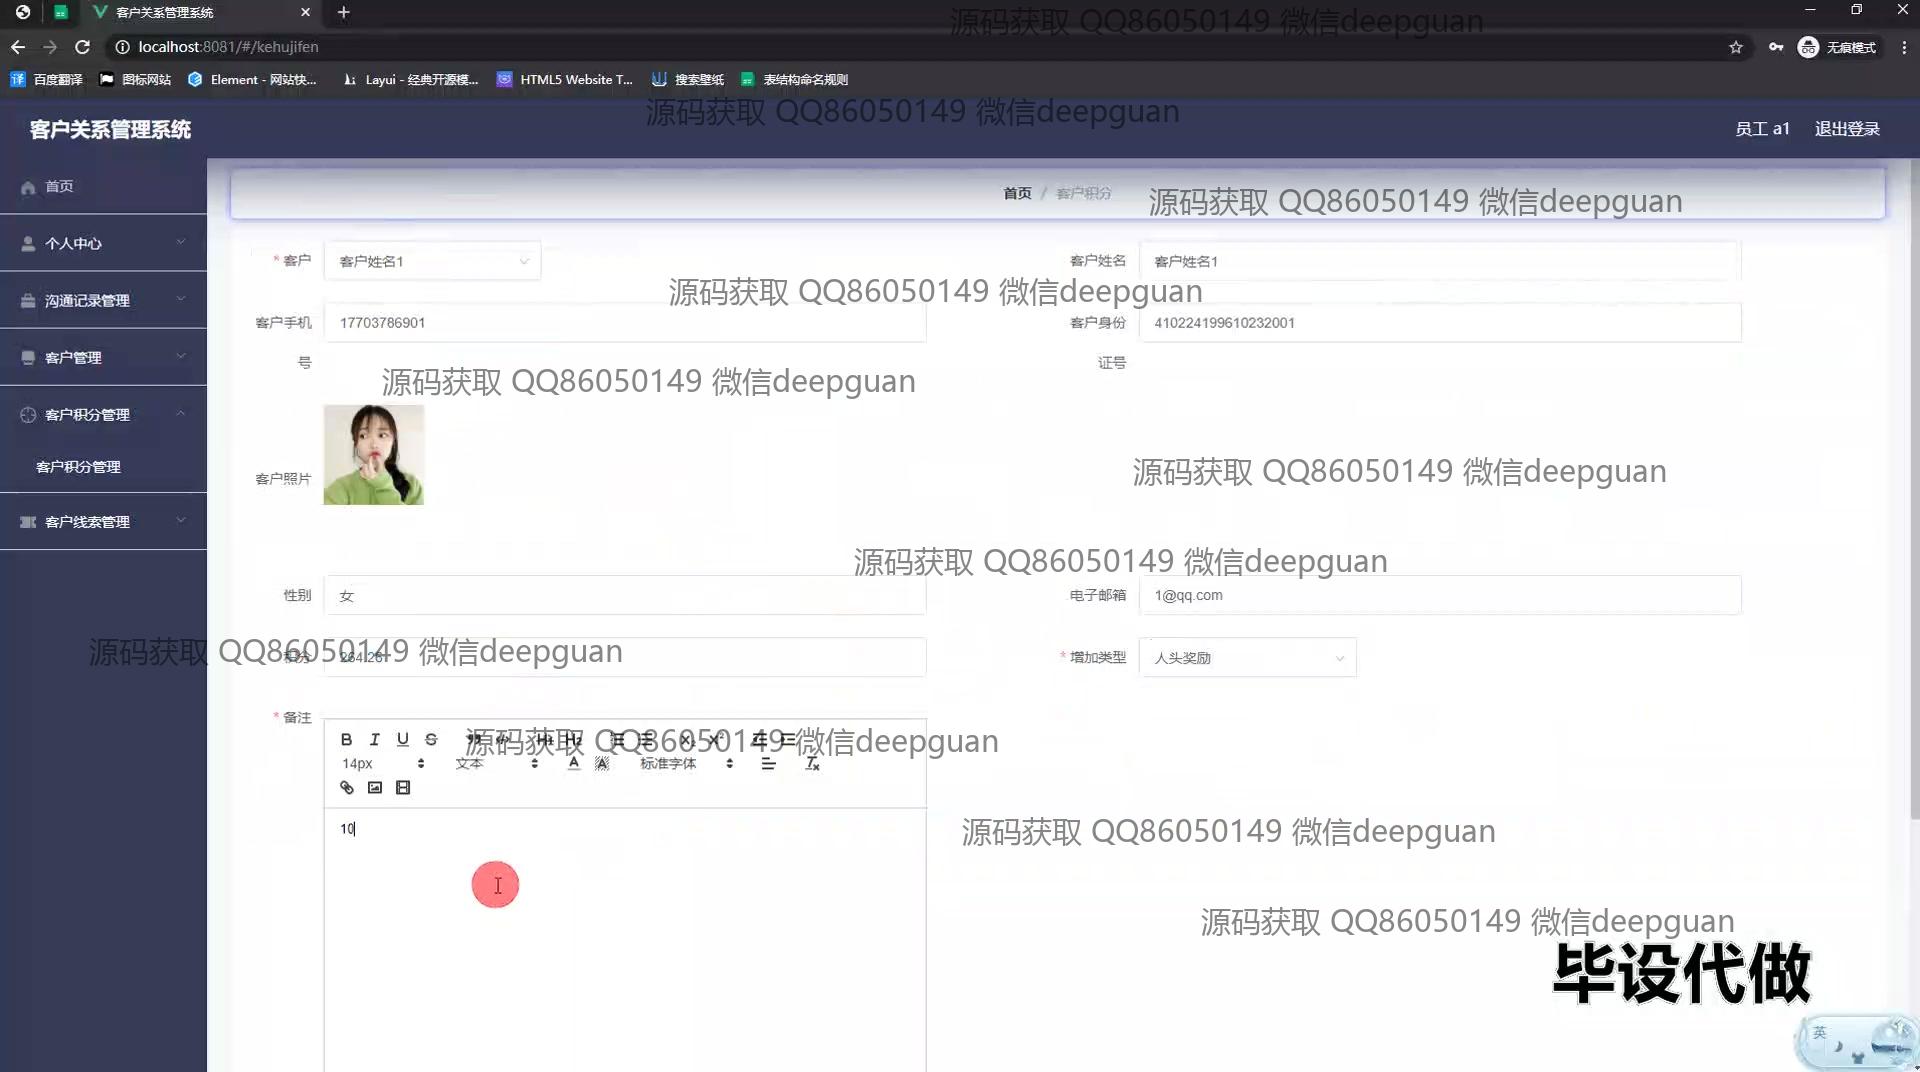 客户关系管理系统
源码获取 QQ86050149 微信deepguan
localhost:8081/#/kehujifen
无痕模式
百度翻译 图标网站 Element - 网站快... Layui - 经典开源模... HTML5 Website T... 搜索壁纸 表结构命名规则
源码获取 QQ86050149 微信deepguan
客户关系管理系统
员工 a1 退出登录
首页
首页 / 客户积分
源码获取 QQ86050149 微信deepguan
个人中心
* 客户 客户姓名1
客户姓名 客户姓名1
源码获取 QQ86050149 微信deepguan
沟通记录管理
客户手机号 17703786901
客户身份证号 410224199610232001
客户管理
源码获取 QQ86050149 微信deepguan
客户积分管理
客户积分管理
客户照片
源码获取 QQ86050149 微信deepguan
客户线索管理
源码获取 QQ86050149 微信deepguan
性别 女
电子邮箱 1@qq.com
源码获取 QQ86050149 微信deepguan
积分
* 增加类型 人头奖励
* 备注
B I U S
源码获取 QQ86050149 微信deepguan
14px 文本 A A 标准字体
10
源码获取 QQ86050149 微信deepguan
源码获取 QQ86050149 微信deepguan
毕设代做
英